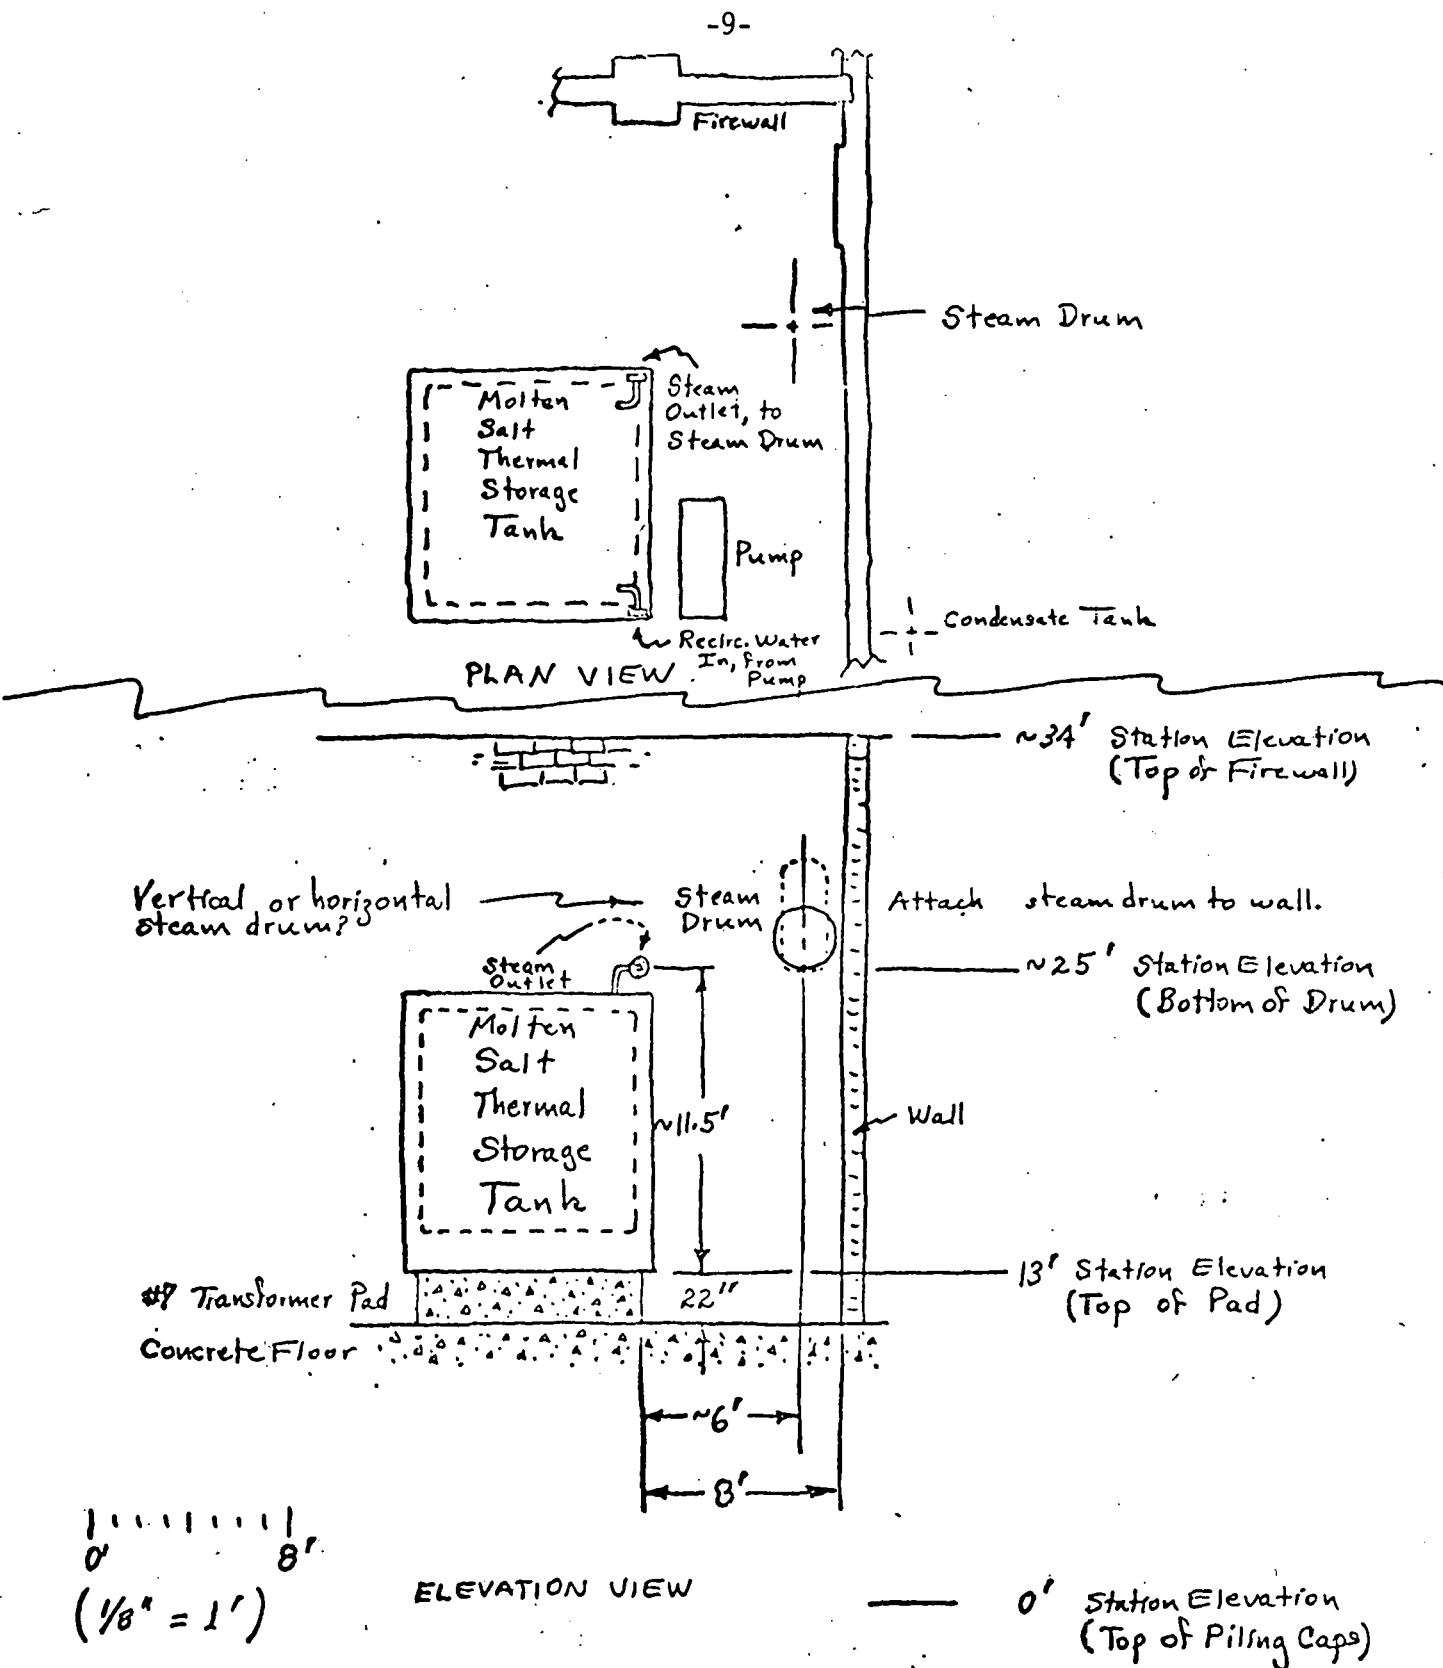 -9-
Firewall
Steam Drum
Steam
Outlet, to
Steam Drum
Molten
Salt
Thermal
Storage
Tank
Pump
Condensate Tank
Recirc. Water
In, from
Pump
PLAN VIEW
~34' Station Elevation
(Top of Firewall)
Vertical or horizontal
steam drum?
Steam
Drum
Attach steam drum to wall.
Steam
Outlet
~25' Station Elevation
(Bottom of Drum)
Molten
Salt
Thermal
Storage
Tank
~11.5'
Wall
13' Station Elevation
(Top of Pad)
Transformer Pad
22"
Concrete Floor
~6'
8'
0' 8'
(1/8" = 1')
ELEVATION VIEW
0' Station Elevation
(Top of Piling Caps)